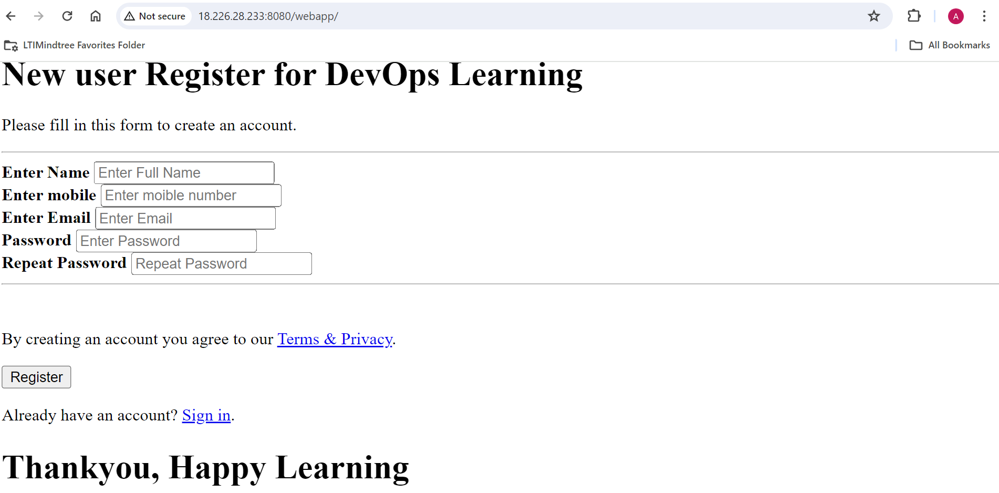 Not secure 18.226.28.233:8080/webapp/ A
LTIMindtree Favorites Folder All Bookmarks
New user Register for DevOps Learning
Please fill in this form to create an account.
Enter Name Enter Full Name
Enter mobile Enter moible number
Enter Email Enter Email
Password Enter Password
Repeat Password Repeat Password
By creating an account you agree to our Terms & Privacy.
Register
Already have an account? Sign in.
Thankyou, Happy Learning